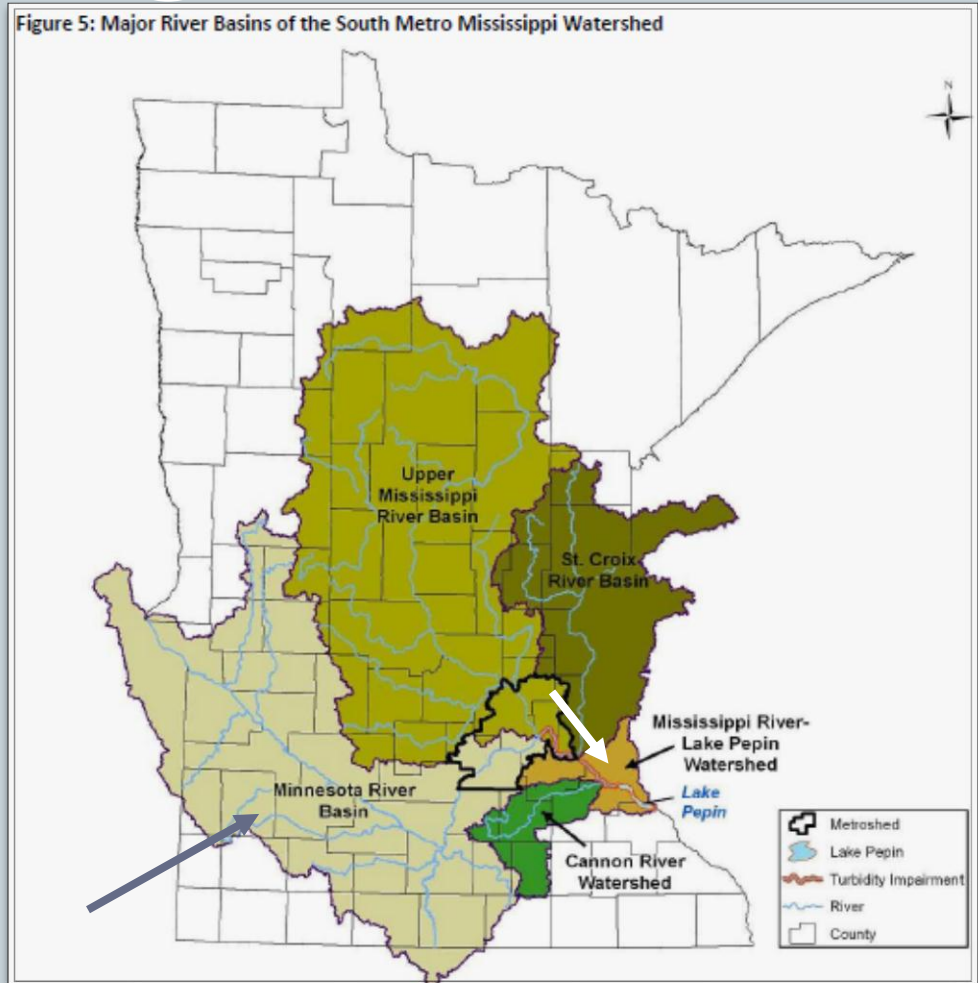 Figure 5: Major River Basins of the South Metro Mississippi Watershed
N
Upper
Mississippi
River Basin
St. Croix
River Basin
Mississippi River-
Lake Pepin
Watershed
Minnesota River
Basin
Lake
Pepin
Cannon River
Watershed
Metroshed
Lake Pepin
Turbidity Impairment
River
County